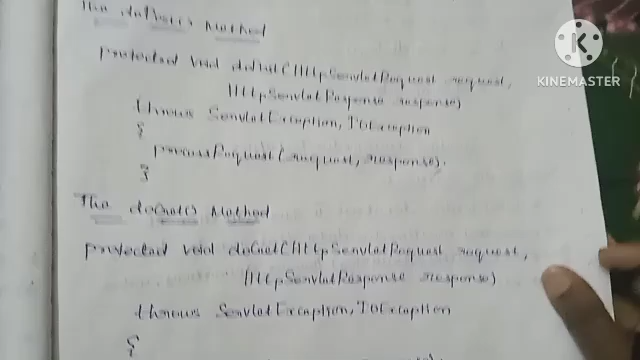 The doPost() Method
KINEMASTER
protected void doPost(HttpServletRequest request,
HttpServletResponse response)
throws ServletException, IOException
{
processRequest(request, response);
}
The doGet() Method
protected void doGet(HttpServletRequest request,
HttpServletResponse response)
throws ServletException, IOException
{